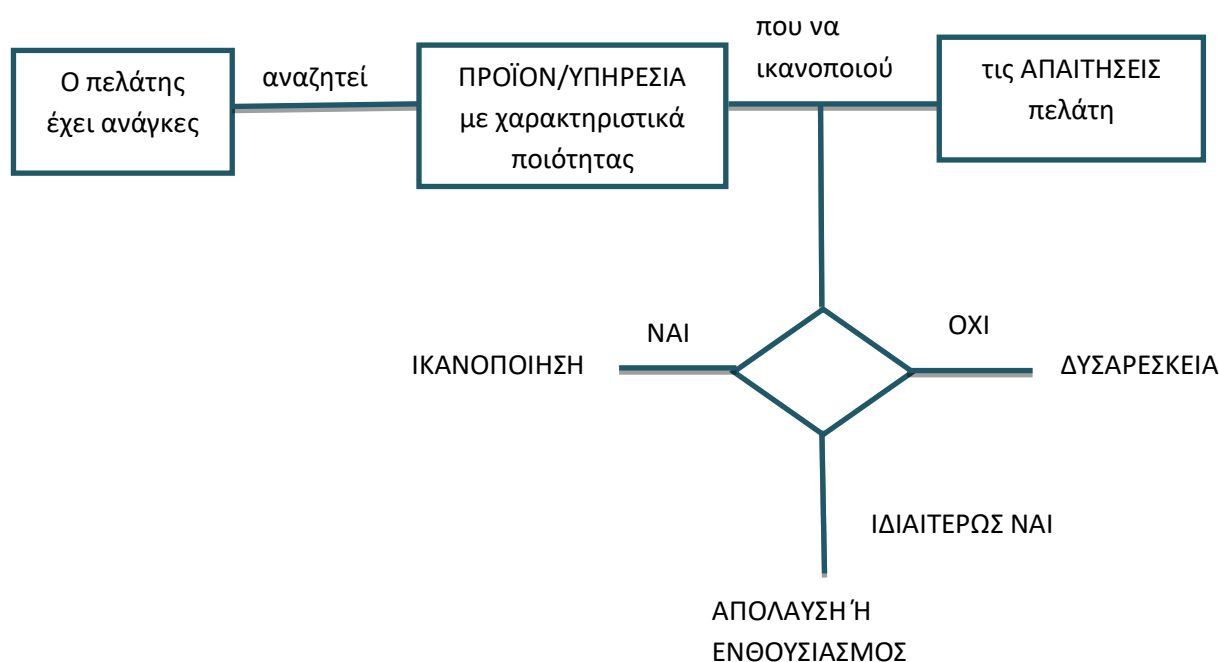 Ο πελάτης
έχει ανάγκες
αναζητεί
ΠΡΟΪΟΝ/ΥΠΗΡΕΣΙΑ
με χαρακτηριστικά
ποιότητας
που να
ικανοποιού
τις ΑΠΑΙΤΗΣΕΙΣ
πελάτη
ΝΑΙ
ΟΧΙ
ΙΚΑΝΟΠΟΙΗΣΗ
ΔΥΣΑΡΕΣΚΕΙΑ
ΙΔΙΑΙΤΕΡΩΣ ΝΑΙ
ΑΠΟΛΑΥΣΗ Ή
ΕΝΘΟΥΣΙΑΣΜΟΣ